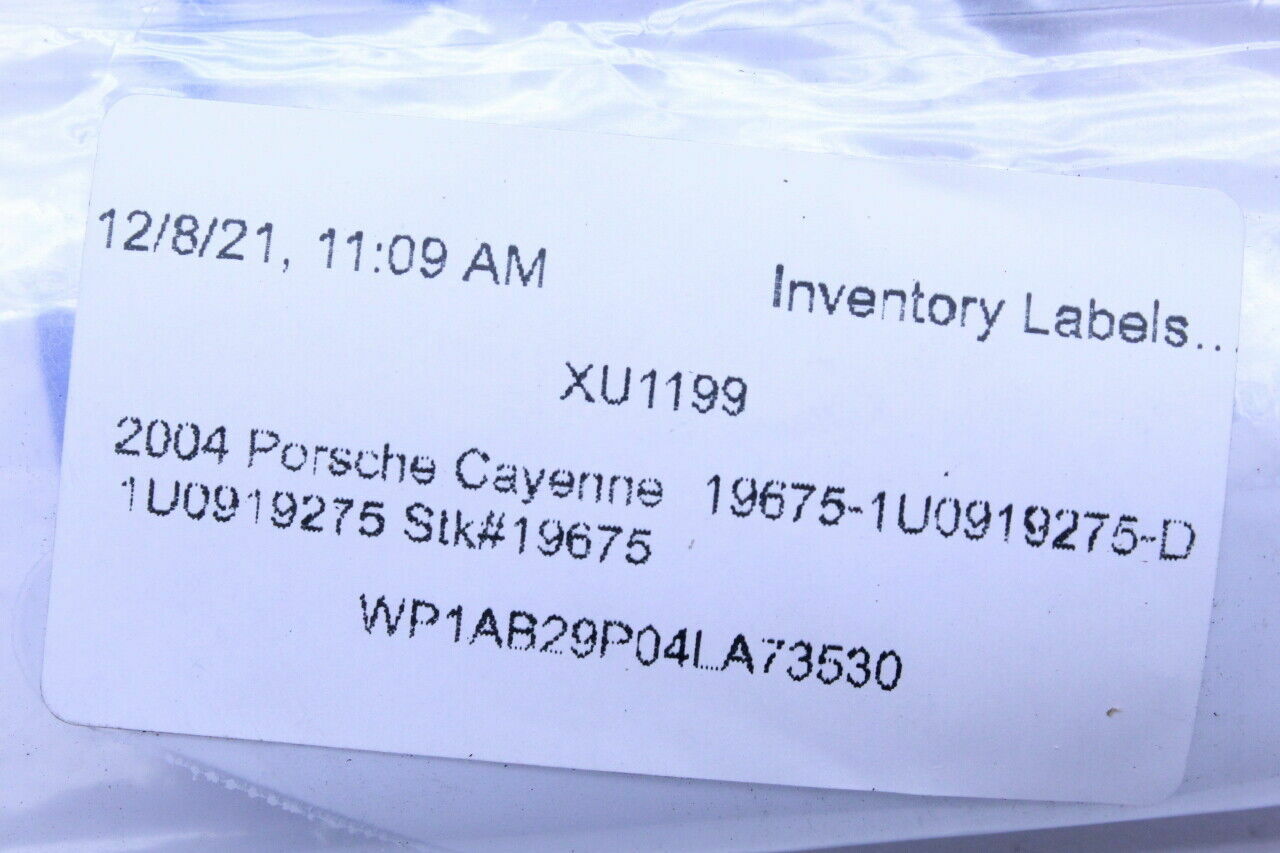 12/8/21, 11:09 AM Inventory Labels...
XU1199
2004 Porsche Cayenne 19675-1U0919275-D
1U0919275 Stk#19675
WP1AB29P04LA73530